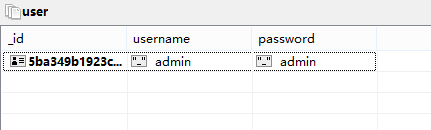 user
_id username password
5ba349b1923c... admin admin